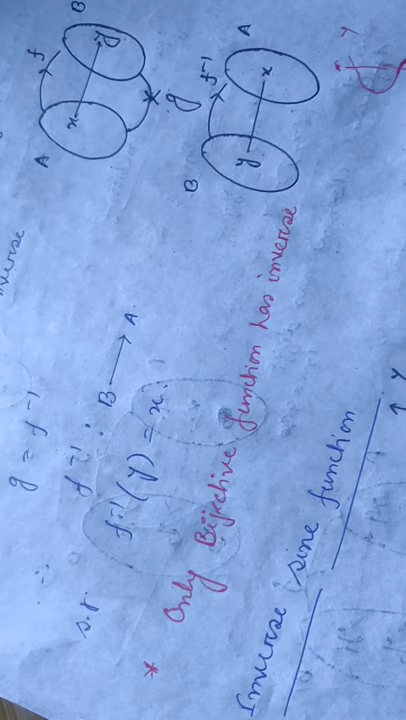 inverse
∴ g = f⁻¹
A f B
x y
g
s.t f⁻¹ : B ⟶ A.
f⁻¹(y) = x.
B f⁻¹ A
y x
* Only Bijective function has inverse
Inverse sine function
Y
Y